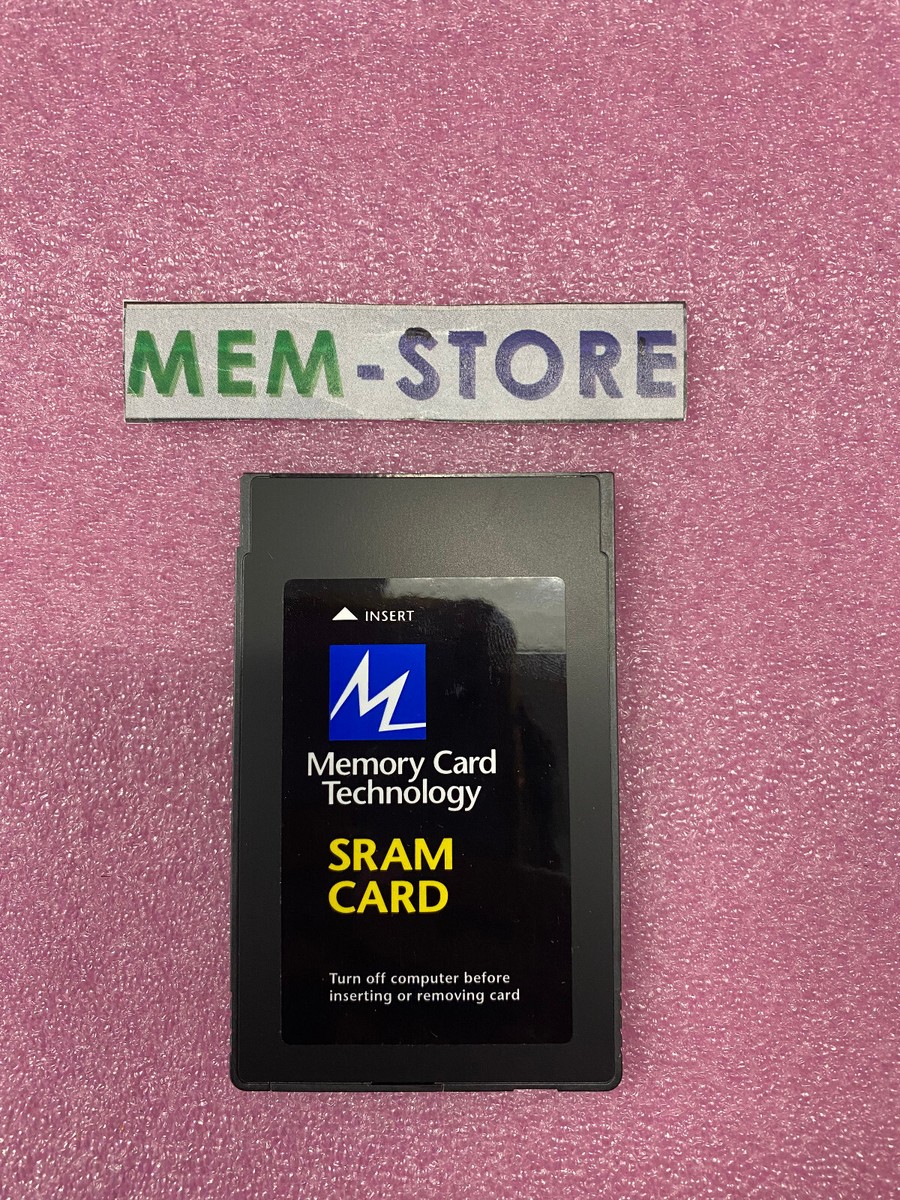 MEM-STORE
INSERT
Memory Card
Technology
SRAM
CARD
Turn off computer before
inserting or removing card